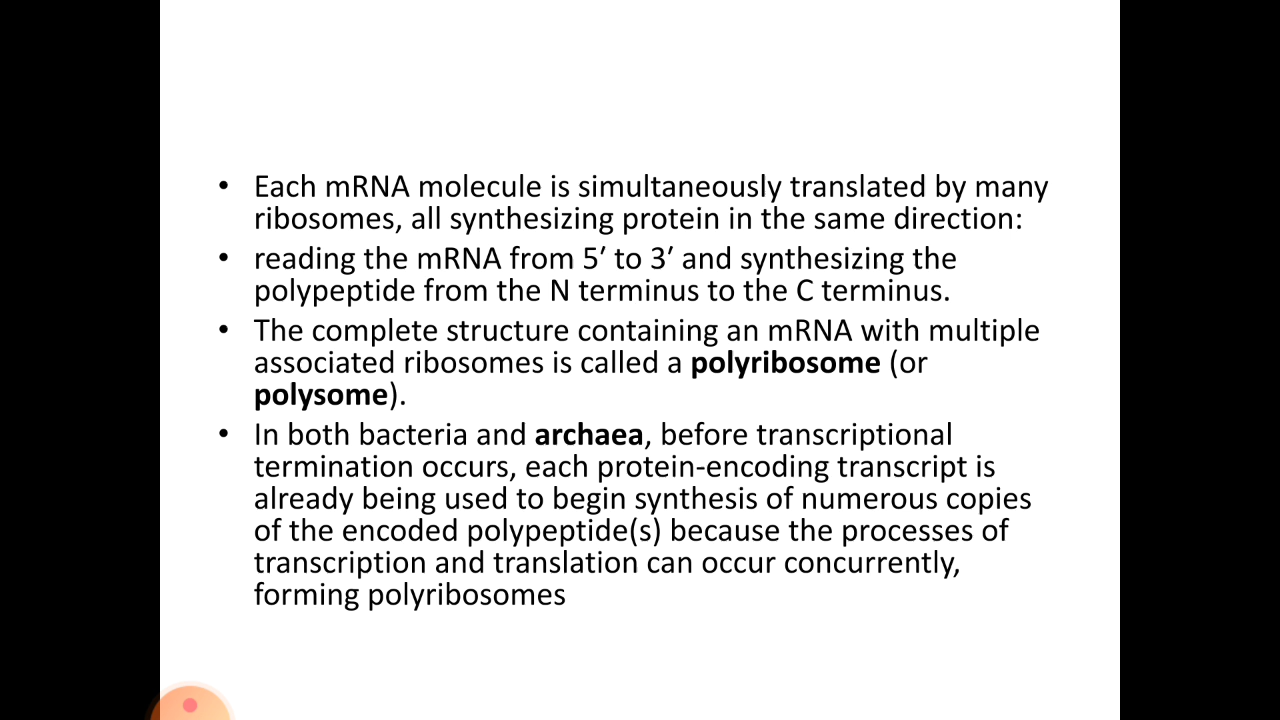 • Each mRNA molecule is simultaneously translated by many
ribosomes, all synthesizing protein in the same direction:
• reading the mRNA from 5′ to 3′ and synthesizing the
polypeptide from the N terminus to the C terminus.
• The complete structure containing an mRNA with multiple
associated ribosomes is called a polyribosome (or
polysome).
• In both bacteria and archaea, before transcriptional
termination occurs, each protein-encoding transcript is
already being used to begin synthesis of numerous copies
of the encoded polypeptide(s) because the processes of
transcription and translation can occur concurrently,
forming polyribosomes